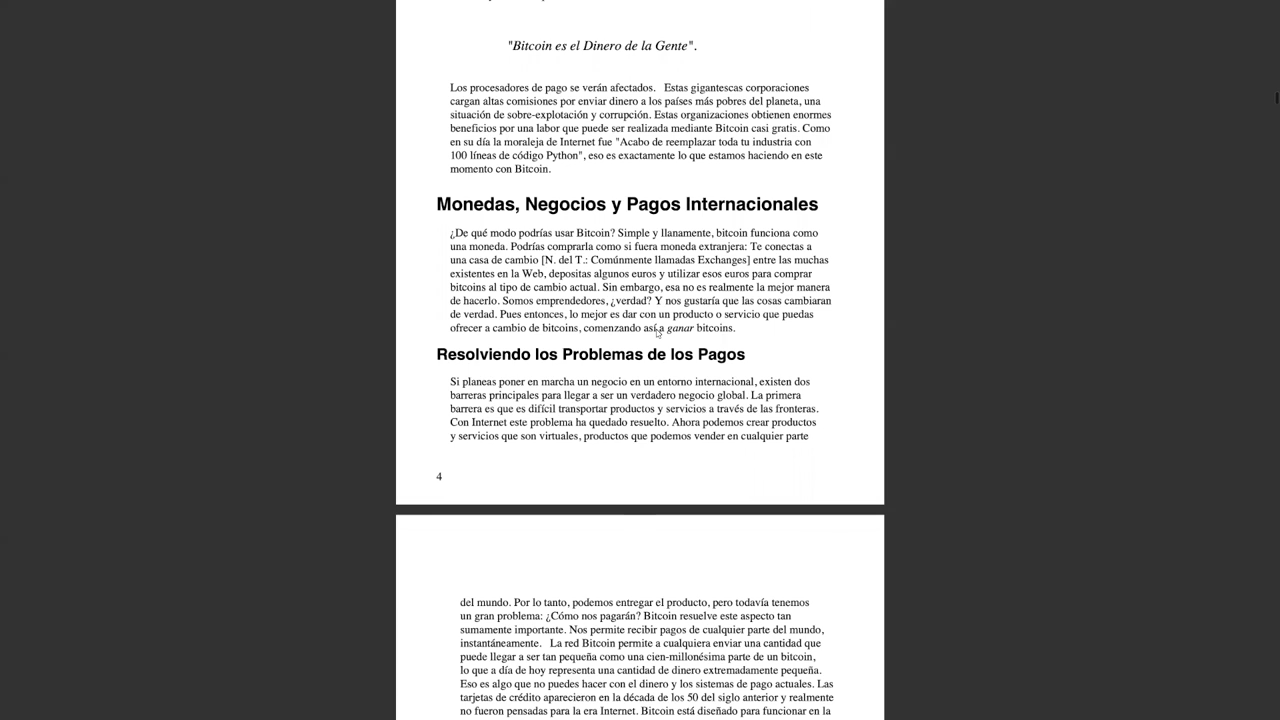 "Bitcoin es el Dinero de la Gente".
Los procesadores de pago se verán afectados. Estas gigantescas corporaciones
cargan altas comisiones por enviar dinero a los países más pobres del planeta, una
situación de sobre-explotación y corrupción. Estas organizaciones obtienen enormes
beneficios por una labor que puede ser realizada mediante Bitcoin casi gratis. Como
en su día la moraleja de Internet fue "Acabo de reemplazar toda tu industria con
100 líneas de código Python", eso es exactamente lo que estamos haciendo en este
momento con Bitcoin.
Monedas, Negocios y Pagos Internacionales
¿De qué modo podrías usar Bitcoin? Simple y llanamente, bitcoin funciona como
una moneda. Podrías comprarla como si fuera moneda extranjera: Te conectas a
una casa de cambio [N. del T.: Comúnmente llamadas Exchanges] entre las muchas
existentes en la Web, depositas algunos euros y utilizar esos euros para comprar
bitcoins al tipo de cambio actual. Sin embargo, esa no es realmente la mejor manera
de hacerlo. Somos emprendedores, ¿verdad? Y nos gustaría que las cosas cambiaran
de verdad. Pues entonces, lo mejor es dar con un producto o servicio que puedas
ofrecer a cambio de bitcoins, comenzando así a ganar bitcoins.
Resolviendo los Problemas de los Pagos
Si planeas poner en marcha un negocio en un entorno internacional, existen dos
barreras principales para llegar a ser un verdadero negocio global. La primera
barrera es que es difícil transportar productos y servicios a través de las fronteras.
Con Internet este problema ha quedado resuelto. Ahora podemos crear productos
y servicios que son virtuales, productos que podemos vender en cualquier parte
4
del mundo. Por lo tanto, podemos entregar el producto, pero todavía tenemos
un gran problema: ¿Cómo nos pagarán? Bitcoin resuelve este aspecto tan
sumamente importante. Nos permite recibir pagos de cualquier parte del mundo,
instantáneamente. La red Bitcoin permite a cualquiera enviar una cantidad que
puede llegar a ser tan pequeña como una cien-millonésima parte de un bitcoin,
lo que a día de hoy representa una cantidad de dinero extremadamente pequeña.
Eso es algo que no puedes hacer con el dinero y los sistemas de pago actuales. Las
tarjetas de crédito aparecieron en la década de los 50 del siglo anterior y realmente
no fueron pensadas para la era Internet. Bitcoin está diseñado para funcionar en la